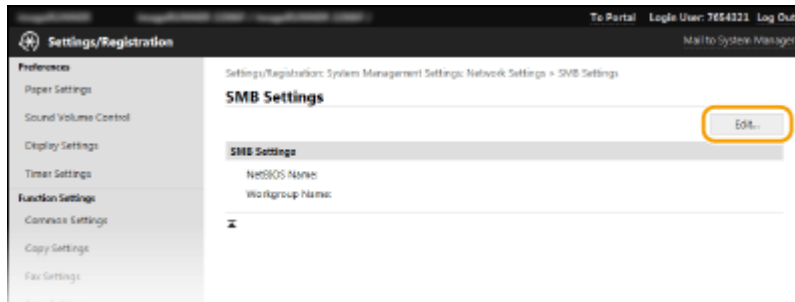 To Portal Login User: 7654321 Log Out
Settings/Registration
Mail to System Manager
Preferences
Paper Settings
Sound Volume Control
Display Settings
Timer Settings
Function Settings
Common Settings
Copy Settings
Fax Settings
Settings/Registration: System Management Settings: Network Settings > SMB Settings
SMB Settings
Edit...
SMB Settings
NetBIOS Name:
Workgroup Name: